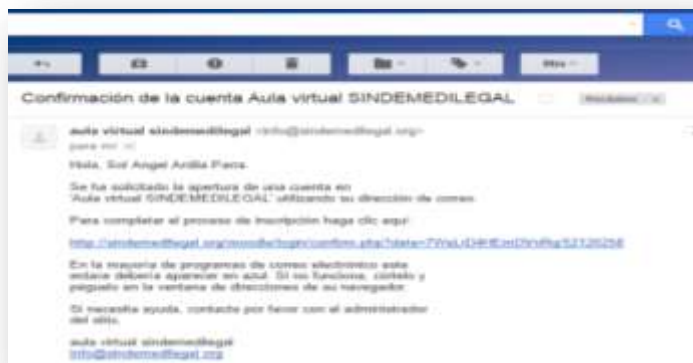 Más
Confirmación de la cuenta Aula virtual SINDEMEDILEGAL
aula virtual sindemedilegal <info@sindemedilegal.org>
para mí
Hola, Sol Angel Ardila Parra
Se ha solicitado la apertura de una cuenta en
'Aula virtual SINDEMEDILEGAL' utilizando su dirección de correo.
Para completar el proceso de inscripción haga clic aquí:
En la mayoría de programas de correo electrónico este
enlace debería aparecer en azul. Si no funciona, córtelo y
péguelo en la ventana de direcciones de su navegador.
Si necesita ayuda, contacte por favor con el administrador
del sitio,
aula virtual sindemedilegal
info@sindemedilegal.org